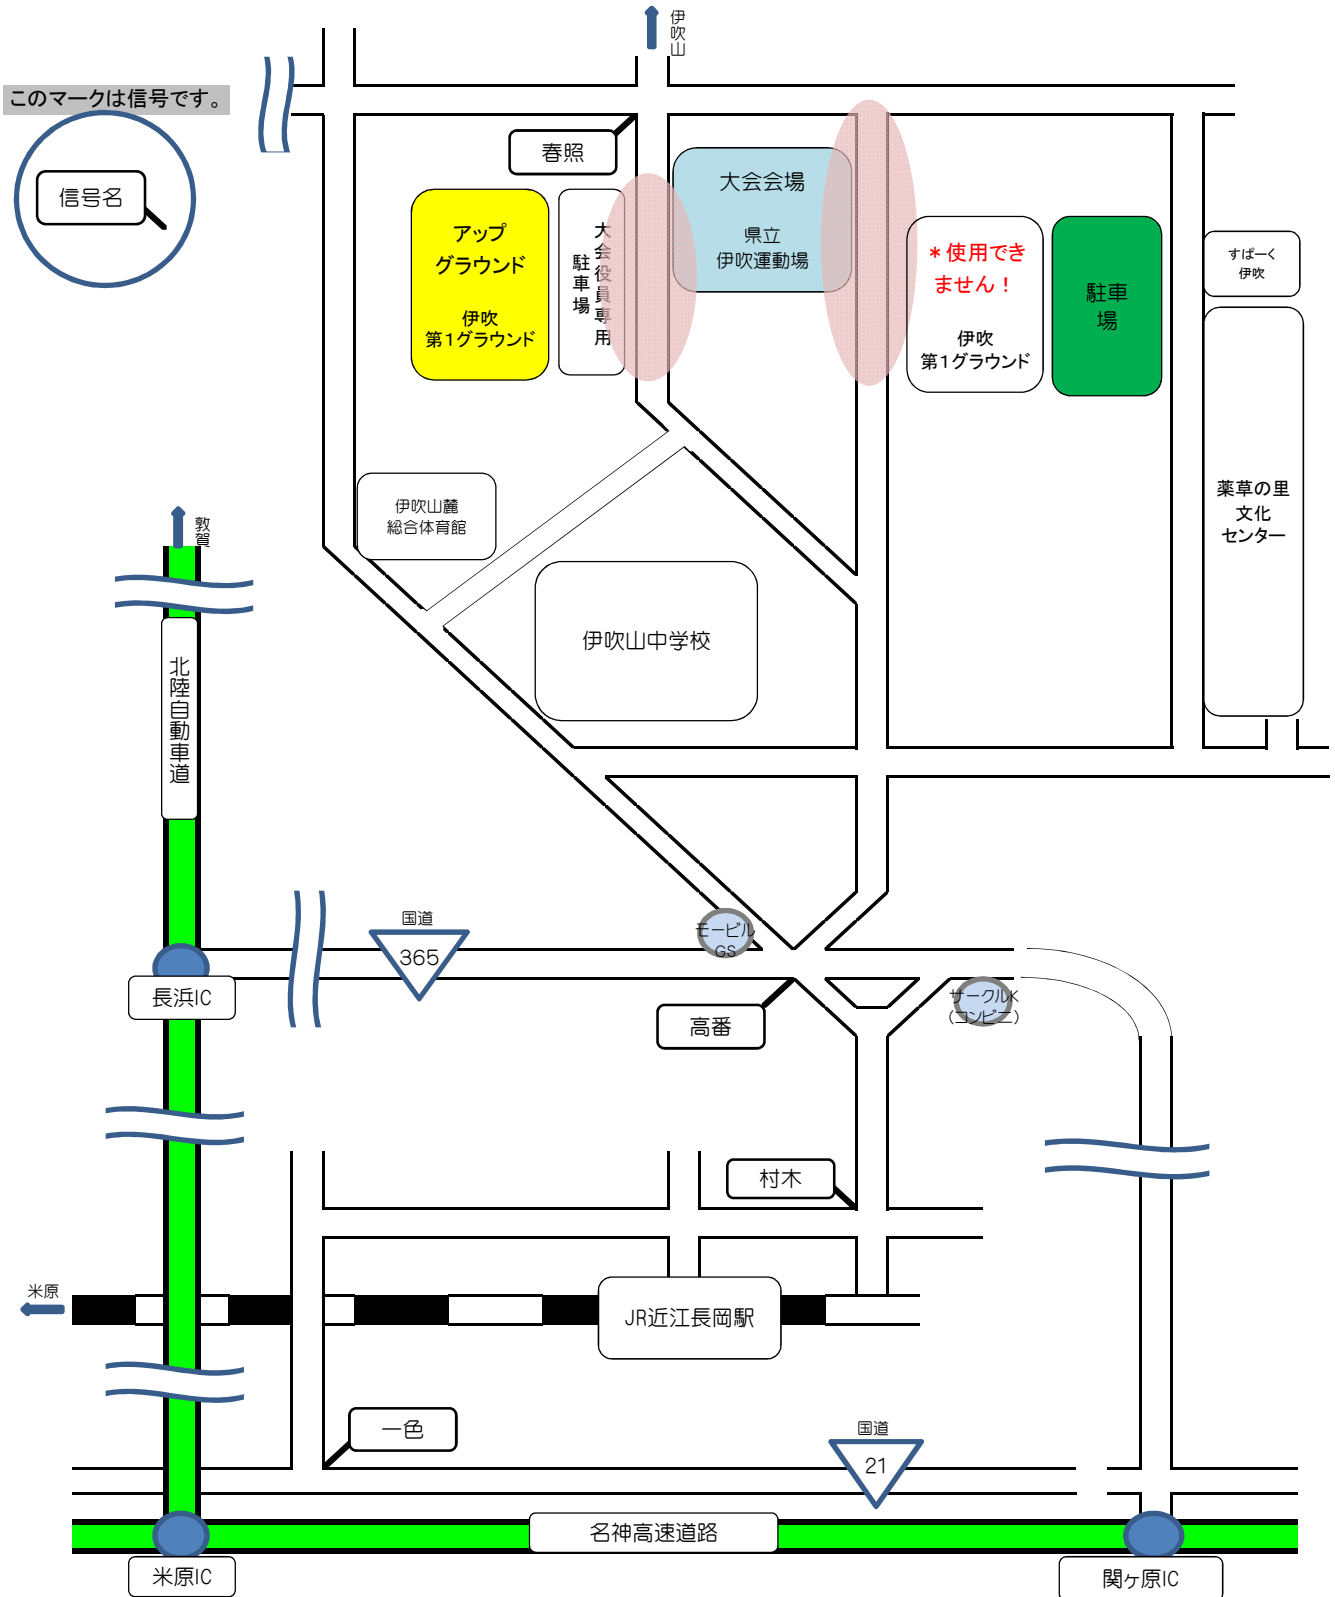 伊吹山
このマークは信号です。
信号名
春照
大会会場
県立
伊吹運動場
アップ
グラウンド
伊吹
第1グラウンド
大会役員専用
駐車場
*使用でき
ません！
伊吹
第1グラウンド
駐車
場
すぱーく
伊吹
薬草の里
文化
センター
伊吹山麓
総合体育館
伊吹山中学校
敦賀
北陸自動車道
国道
365
モービル
GS
長浜IC
高番
サークルK
(コンビニ)
村木
米原
JR近江長岡駅
一色
国道
21
名神高速道路
米原IC
関ヶ原IC